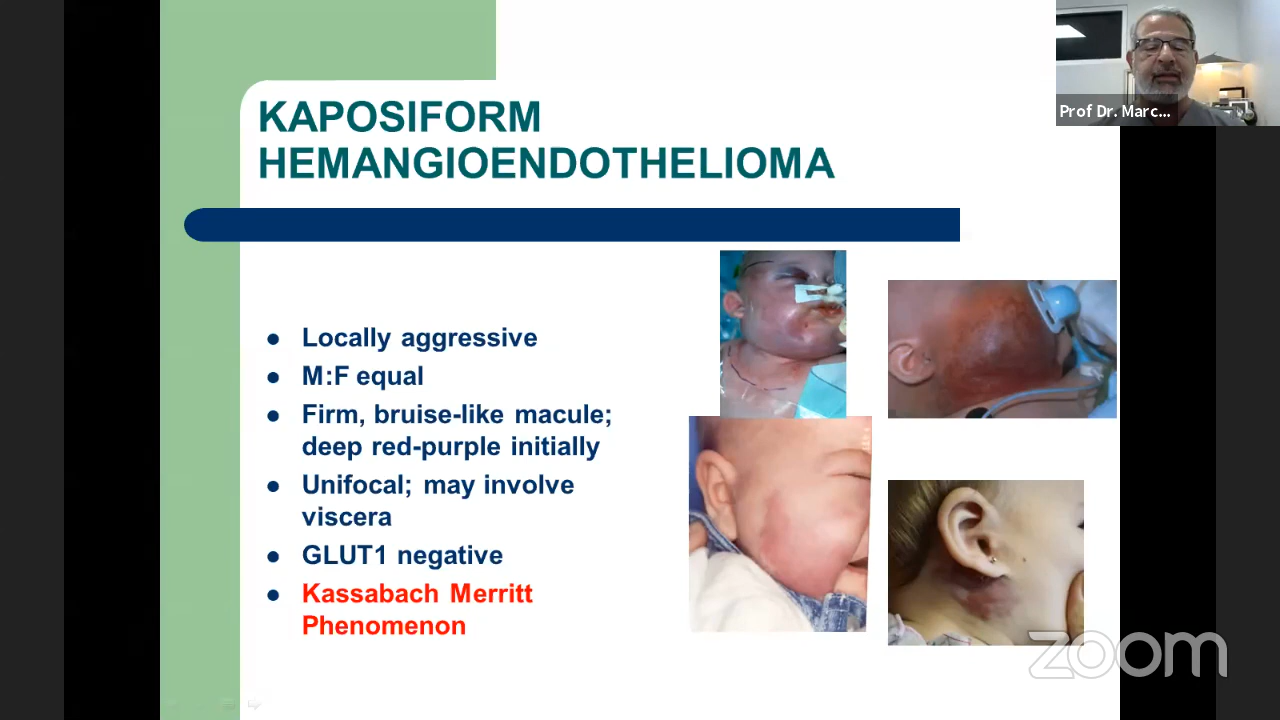 KAPOSIFORM
HEMANGIOENDOTHELIOMA
Prof Dr. Marc...
Locally aggressive
M:F equal
Firm, bruise-like macule;
deep red-purple initially
Unifocal; may involve
viscera
GLUT1 negative
Kassabach Merritt
Phenomenon
zoom